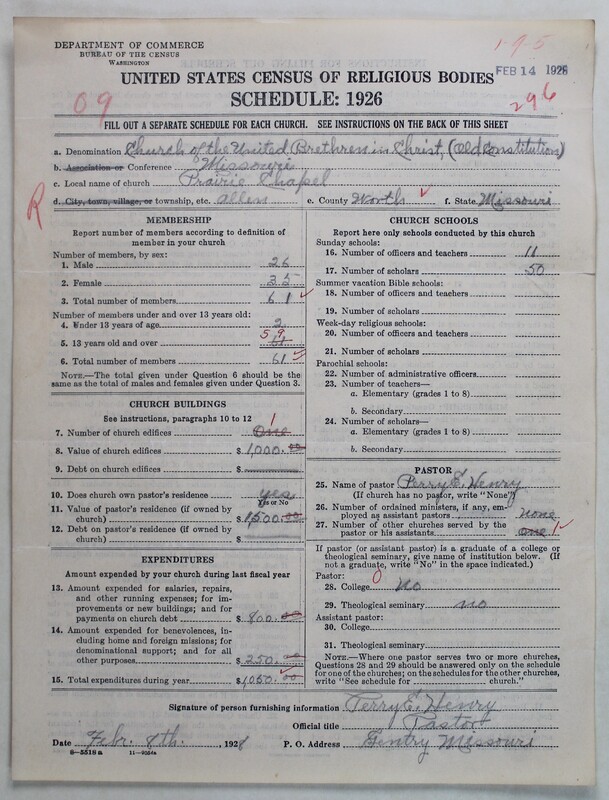 DEPARTMENT OF COMMERCE
BUREAU OF THE CENSUS
WASHINGTON
195
FEB 14 1928
UNITED STATES CENSUS OF RELIGIOUS BODIES
09
SCHEDULE: 1926
296
FILL OUT A SEPARATE SCHEDULE FOR EACH CHURCH. SEE INSTRUCTIONS ON THE BACK OF THIS SHEET
a. Denomination Church of the United Brethren in Christ, (Old Constitution)
b. Association or Conference Missouri
c. Local name of church Prairie Chapel
R
d. City, town, village, or township, etc. Allen e. County Worth f. State Missouri
MEMBERSHIP
Report number of members according to definition of
member in your church
Number of members, by sex:
1. Male 26
2. Female 35
3. Total number of members 61
Number of members under and over 13 years old:
4. Under 13 years of age 2
5. 13 years old and over 59
6. Total number of members 61
NOTE.—The total given under Question 6 should be
same as the total of males and females given under Question 3.
CHURCH BUILDINGS
See instructions, paragraphs 10 to 12
7. Number of church edifices One 1
8. Value of church edifices $1,000.00
9. Debt on church edifices $
10. Does church own pastor's residence yes
Yes or No
11. Value of pastor's residence (if owned by
church) $1500.00
12. Debt on pastor's residence (if owned by
church) $
EXPENDITURES
Amount expended by your church during last fiscal year
13. Amount expended for salaries, repairs,
and other running expenses; for im-
provements or new buildings; and for
payments on church debt $800.00
14. Amount expended for benevolences, in-
cluding home and foreign missions; for
denominational support; and for all
other purposes $250.00
15. Total expenditures during year $1,050.00
CHURCH SCHOOLS
Report here only schools conducted by this church
Sunday schools:
16. Number of officers and teachers 11
17. Number of scholars 50
Summer vacation Bible schools:
18. Number of officers and teachers
19. Number of scholars
Week-day religious schools:
20. Number of officers and teachers
21. Number of scholars
Parochial schools:
22. Number of administrative officers
23. Number of teachers—
a. Elementary (grades 1 to 8)
b. Secondary
24. Number of scholars—
a. Elementary (grades 1 to 8)
b. Secondary
PASTOR
25. Name of pastor Perry E. Henry
(If church has no pastor, write "None")
26. Number of ordained ministers, if any, em-
ployed as assistant pastors none
27. Number of other churches served by the
pastor or his assistants one 1
If pastor (or assistant pastor) is a graduate of a college or
theological seminary, give name of institution below. (If
not a graduate, write "No" in the space indicated.)
Pastor: 0
28. College No
29. Theological seminary no
Assistant pastor:
30. College
31. Theological seminary
NOTE.—Where one pastor serves two or more churches,
Questions 28 and 29 should be answered only on the schedule
for one of the churches; on the schedules for the other churches,
write "See schedule for church."
Signature of person furnishing information Perry E. Henry
Official title Pastor
Date Febr. 8th. , 1928 P. O. Address Gentry Missouri
8—5518a 11—9084a